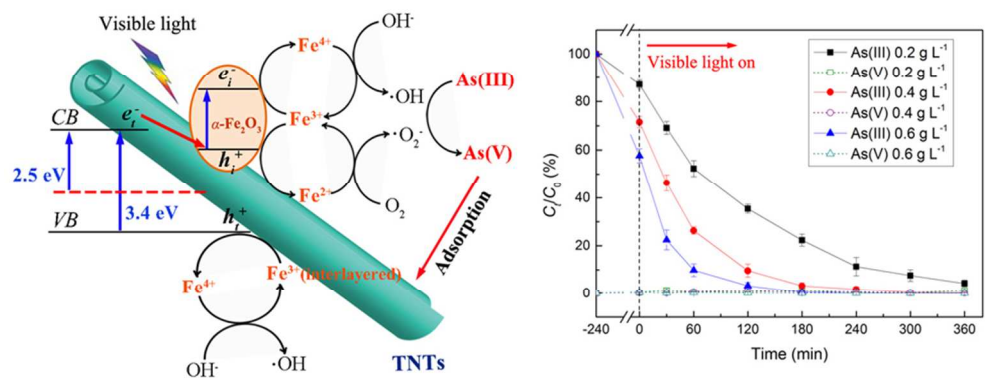 Visible light
OH-
Fe4+
ei-
·OH
As(III)
CB
et-
α-Fe2O3
Fe3+
·O2-
hi+
As(V)
2.5 eV
Fe2+
O2
VB
3.4 eV
ht+
Adsorption
Fe3+(interlayered)
Fe4+
TNTs
OH-
·OH
Visible light on
As(III) 0.2 g L-1
As(V) 0.2 g L-1
As(III) 0.4 g L-1
As(V) 0.4 g L-1
As(III) 0.6 g L-1
As(V) 0.6 g L-1
Ct/C0 (%)
100
80
60
40
20
0
-240 0 60 120 180 240 300 360
Time (min)